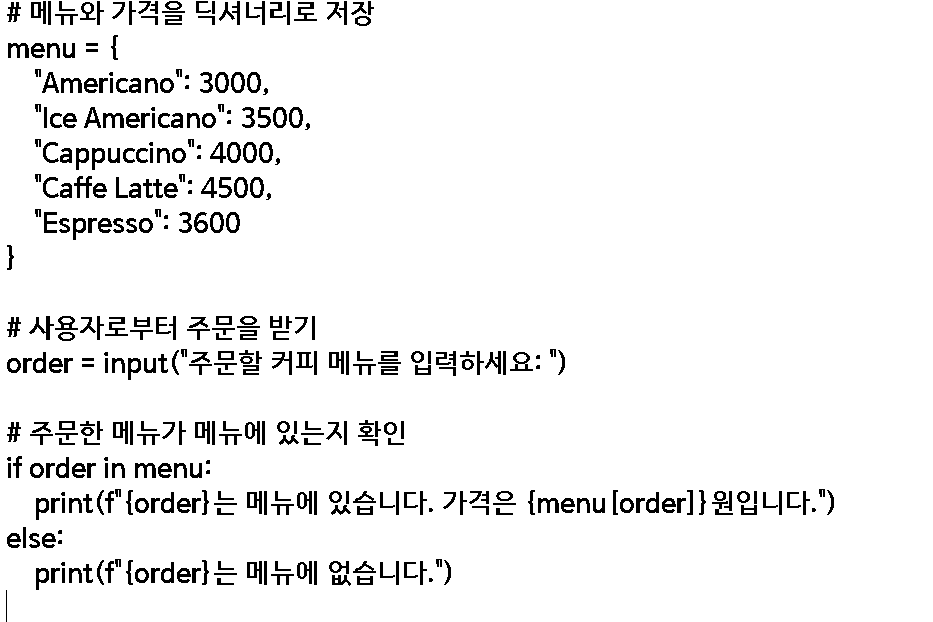 # 메뉴와 가격을 딕셔너리로 저장
menu = {
    "Americano": 3000,
    "Ice Americano": 3500,
    "Cappuccino": 4000,
    "Caffe Latte": 4500,
    "Espresso": 3600
}

# 사용자로부터 주문을 받기
order = input("주문할 커피 메뉴를 입력하세요: ")

# 주문한 메뉴가 메뉴에 있는지 확인
if order in menu:
    print(f"{order}는 메뉴에 있습니다. 가격은 {menu[order]}원입니다.")
else:
    print(f"{order}는 메뉴에 없습니다.")